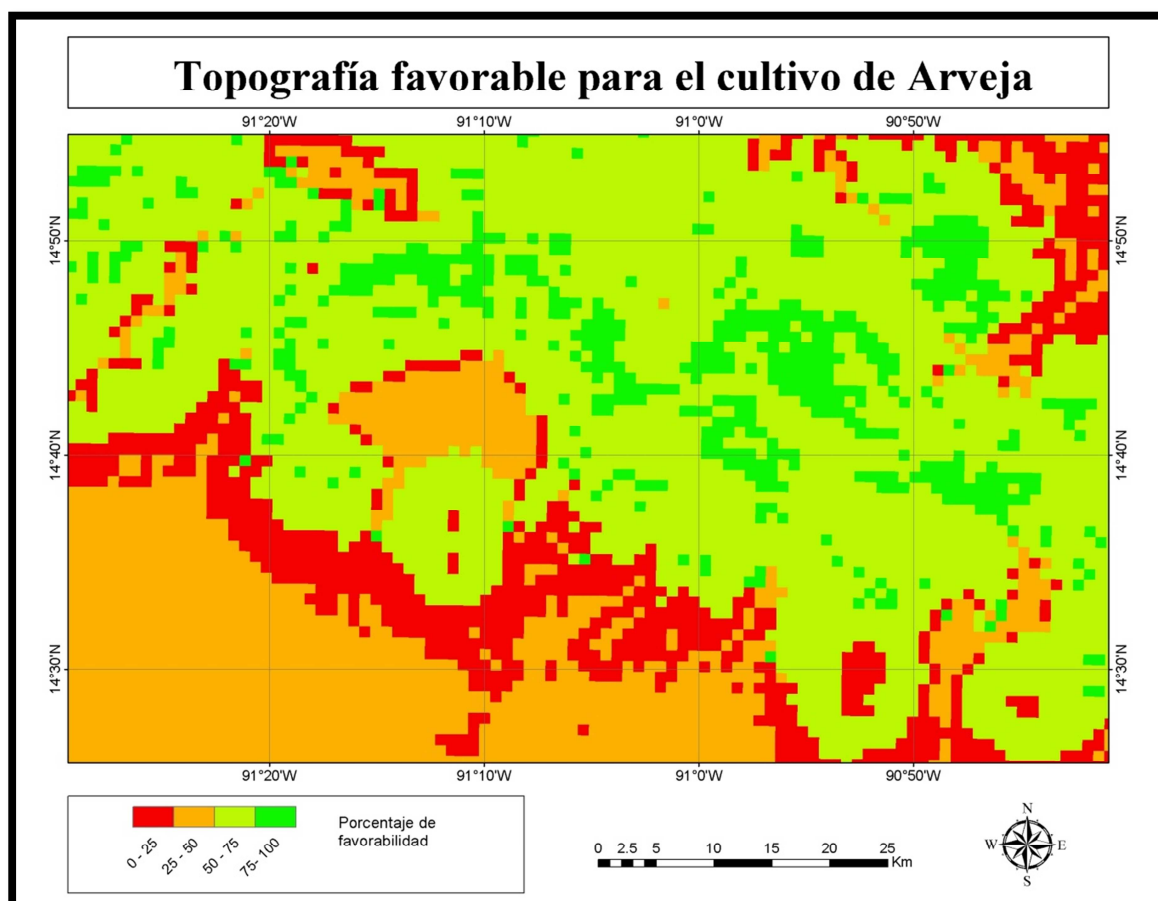 Topografía favorable para el cultivo de Arveja
91°20'W 91°10'W 91°0'W 90°50'W
14°50'N 14°50'N
14°40'N 14°40'N
14°30'N 14°30'N
91°20'W 91°10'W 91°0'W 90°50'W
0 - 25
25 - 50
50 - 75
75- 100
Porcentaje de
favorabilidad
0 2.5 5 10 15 20 25
Km
N
W E
S